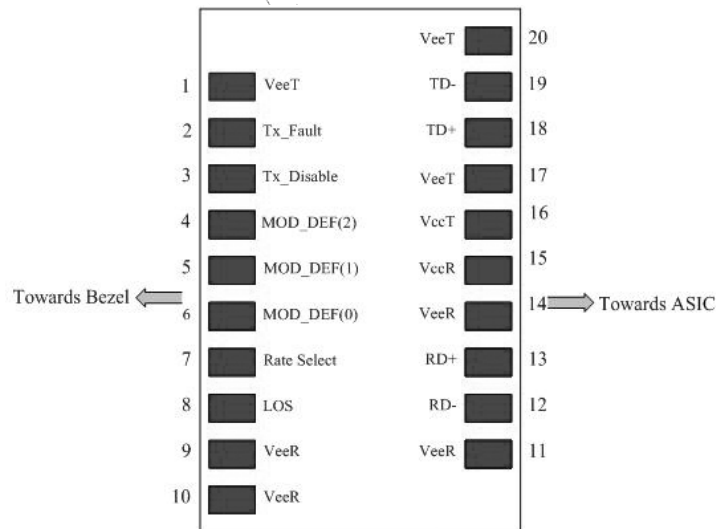 VeeT 20
1 VeeT TD- 19
2 Tx_Fault TD+ 18
3 Tx_Disable VeeT 17
4 MOD_DEF(2) VccT 16
5 MOD_DEF(1) VccR 15
Towards Bezel 6 MOD_DEF(0) VeeR 14 Towards ASIC
7 Rate Select RD+ 13
8 LOS RD- 12
9 VeeR VeeR 11
10 VeeR